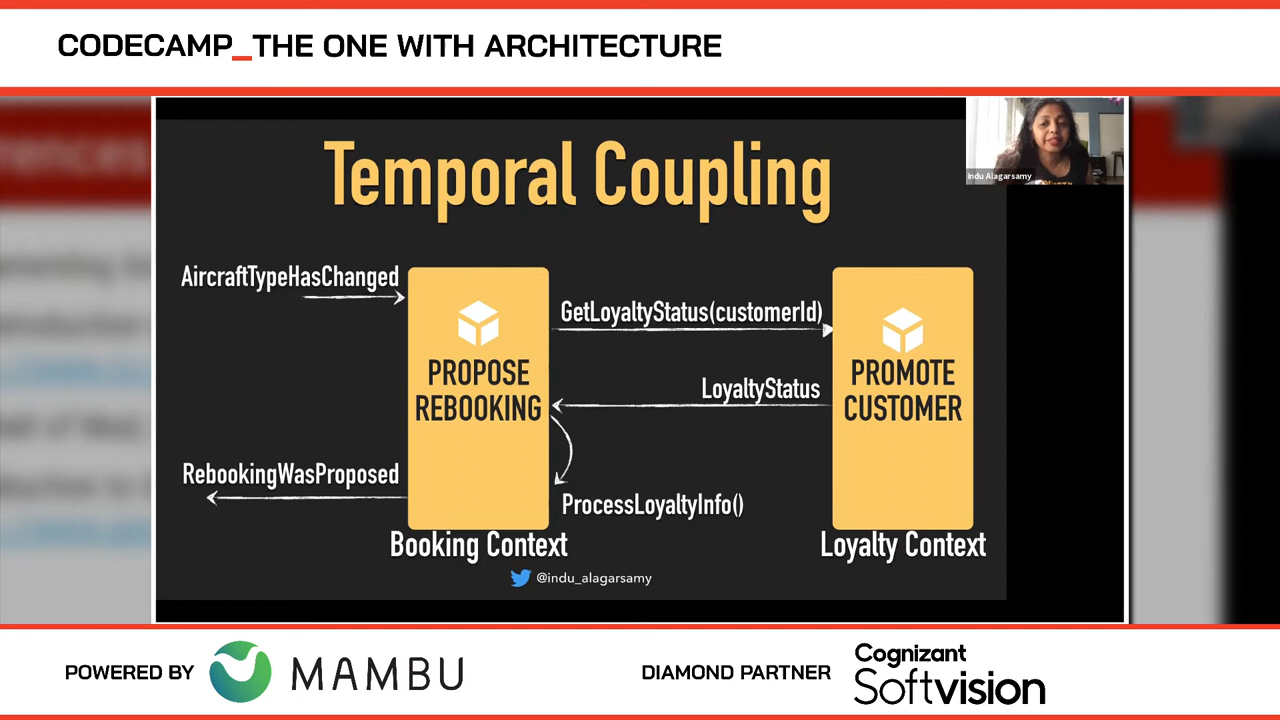 CODECAMP_THE ONE WITH ARCHITECTURE
Temporal Coupling
Indu Alagarsamy
AircraftTypeHasChanged
GetLoyaltyStatus(customerId)
PROPOSE
REBOOKING
PROMOTE
CUSTOMER
LoyaltyStatus
RebookingWasProposed
ProcessLoyaltyInfo()
Booking Context
Loyalty Context
@indu_alagarsamy
POWERED BY
MAMBU
DIAMOND PARTNER
Cognizant
Softvision